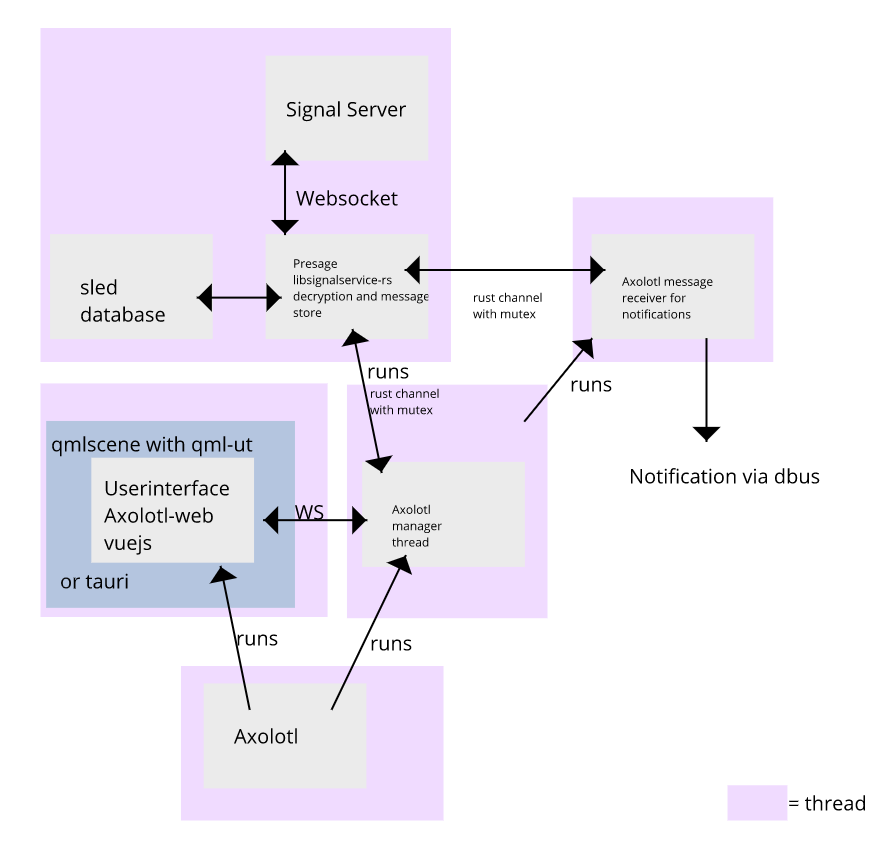 Signal Server
Websocket
sled
database
Presage
libsignalservice-rs
decryption and message
store
rust channel
with mutex
Axolotl message
receiver for
notifications
runs
rust channel
with mutex
runs
Notification via dbus
qmlscene with qml-ut
Userinterface
Axolotl-web
vuejs
or tauri
WS
Axolotl
manager
thread
runs
runs
Axolotl
= thread